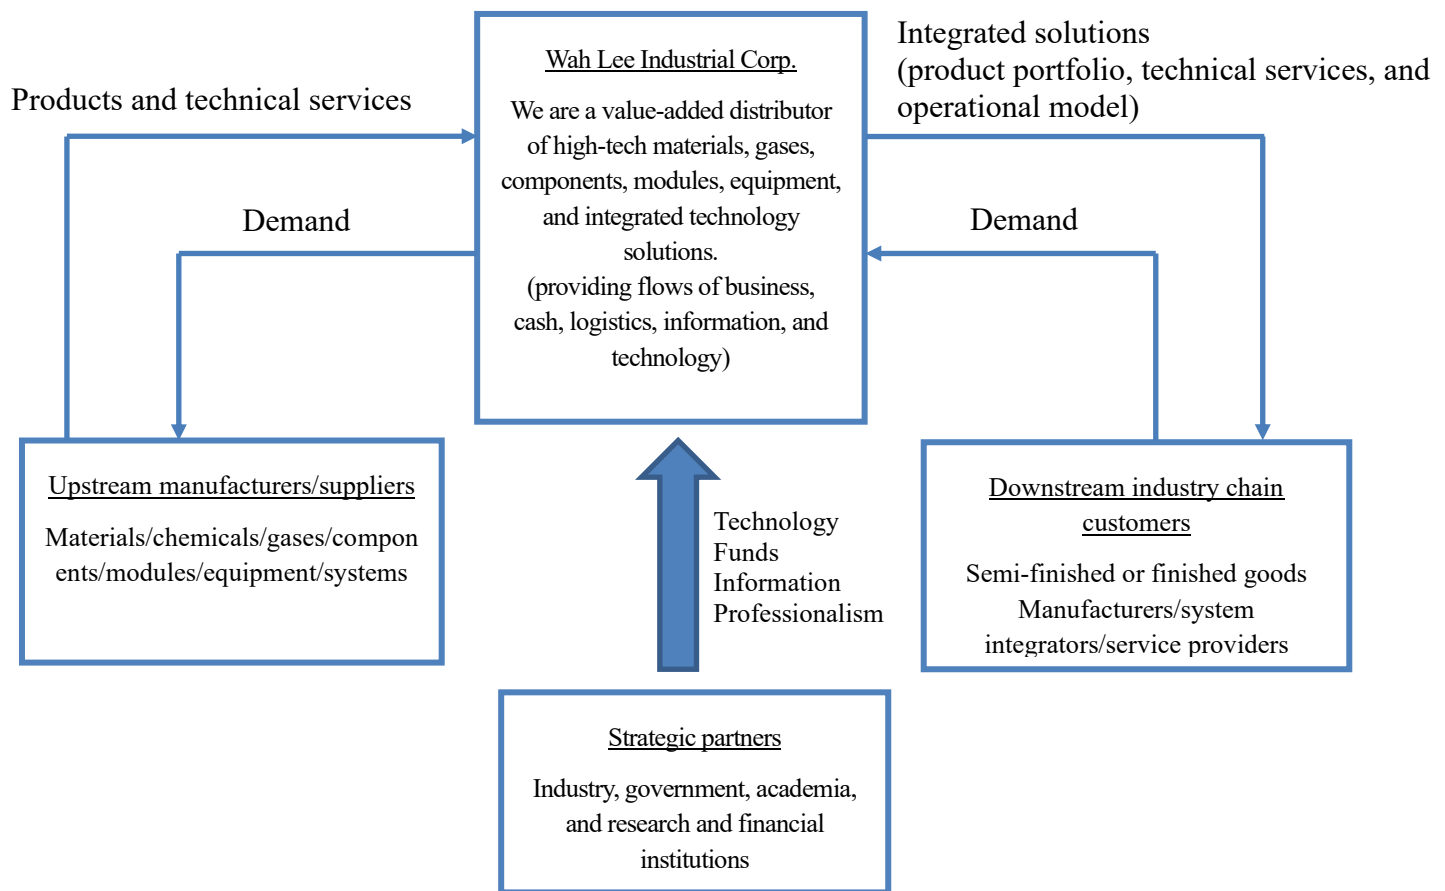 Wah Lee Industrial Corp.
We are a value-added distributor
of high-tech materials, gases,
components, modules, equipment,
and integrated technology
solutions.
(providing flows of business,
cash, logistics, information, and
technology)
Integrated solutions
(product portfolio, technical services, and
operational model)
Products and technical services
Demand
Demand
Upstream manufacturers/suppliers
Materials/chemicals/gases/compon
ents/modules/equipment/systems
Technology
Funds
Information
Professionalism
Downstream industry chain
customers
Semi-finished or finished goods
Manufacturers/system
integrators/service providers
Strategic partners
Industry, government, academia,
and research and financial
institutions